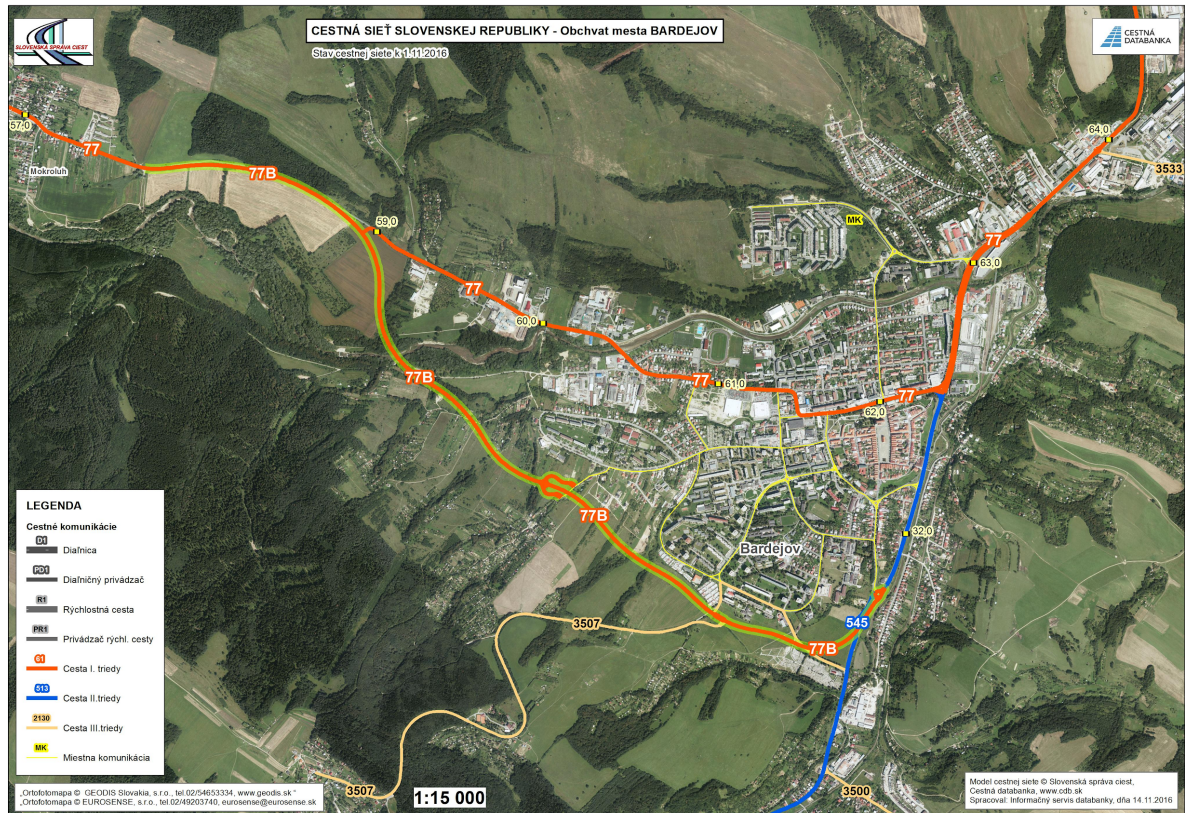 SLOVENSKÁ SPRÁVA CIEST
CESTNÁ SIEŤ SLOVENSKEJ REPUBLIKY - Obchvat mesta BARDEJOV
Stav cestnej siete k 1.11.2016
CESTNÁ
DATABANKA
57,0
77
Mokroluh
77B
59,0
77
60,0
77B
77
61,0
62,0
77
MK
63,0
77
64,0
3533
77B
Bardejov
32,0
545
77B
3507
3507
3500
LEGENDA
Cestné komunikácie
D1
Diaľnica
PD1
Diaľničný privádzač
R1
Rýchlostná cesta
PR1
Privádzač rýchl. cesty
61
Cesta I. triedy
513
Cesta II.triedy
2130
Cesta III.triedy
MK
Miestna komunikácia
„Ortofotomapa © GEODIS Slovakia, s.r.o., tel.02/54653334, www.geodis.sk “
„Ortofotomapa © EUROSENSE, s.r.o., tel.02/49203740, eurosense@eurosense.sk
1:15 000
Model cestnej siete © Slovenská správa ciest,
Cestná databanka, www.cdb.sk
Spracoval: Informačný servis databanky, dňa 14.11.2016